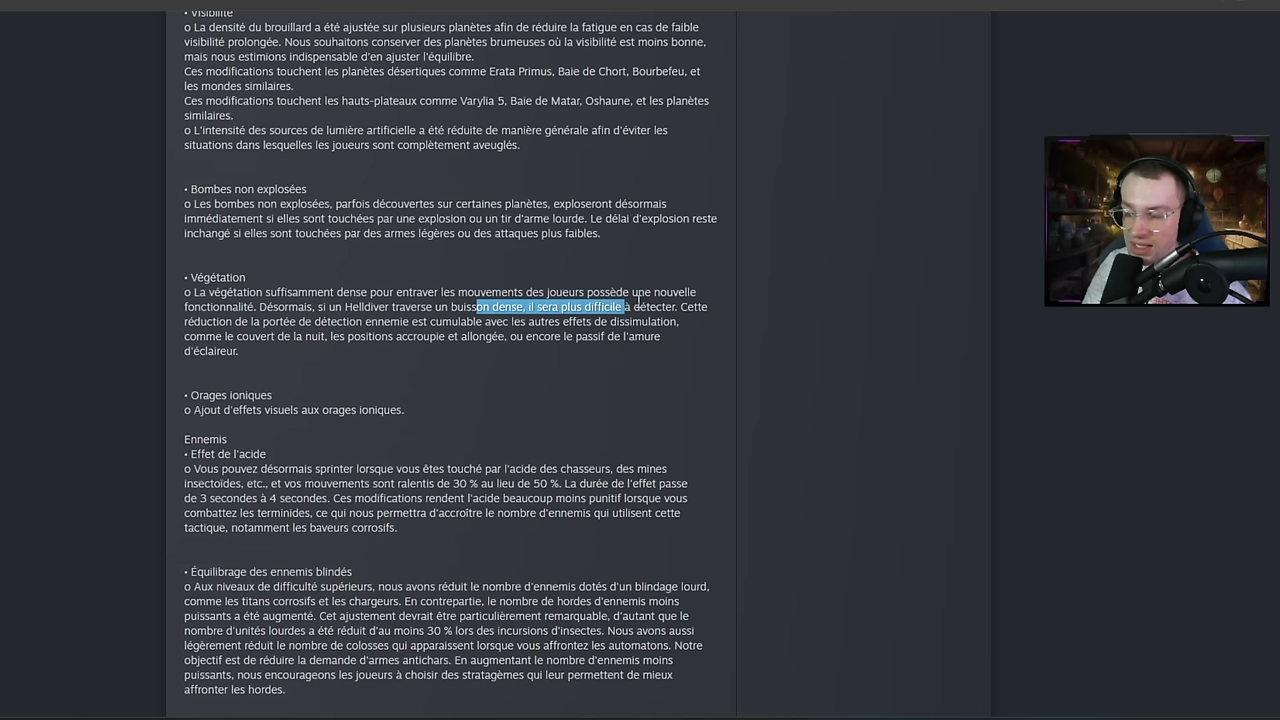 • Visibilité
o La densité du brouillard a été ajustée sur plusieurs planètes afin de réduire la fatigue en cas de faible
visibilité prolongée. Nous souhaitons conserver des planètes brumeuses où la visibilité est moins bonne,
mais nous estimions indispensable d'en ajuster l'équilibre.
Ces modifications touchent les planètes désertiques comme Erata Primus, Baie de Chort, Bourbefeu, et
les mondes similaires.
Ces modifications touchent les hauts-plateaux comme Varylia 5, Baie de Matar, Oshaune, et les planètes
similaires.
o L'intensité des sources de lumière artificielle a été réduite de manière générale afin d'éviter les
situations dans lesquelles les joueurs sont complètement aveuglés.
• Bombes non explosées
o Les bombes non explosées, parfois découvertes sur certaines planètes, exploseront désormais
immédiatement si elles sont touchées par une explosion ou un tir d'arme lourde. Le délai d'explosion reste
inchangé si elles sont touchées par des armes légères ou des attaques plus faibles.
• Végétation
o La végétation suffisamment dense pour entraver les mouvements des joueurs possède une nouvelle
fonctionnalité. Désormais, si un Helldiver traverse un buisson dense, il sera plus difficile à détecter. Cette
réduction de la portée de détection ennemie est cumulable avec les autres effets de dissimulation,
comme le couvert de la nuit, les positions accroupie et allongée, ou encore le passif de l'amure
d'éclaireur.
• Orages ioniques
o Ajout d'effets visuels aux orages ioniques.
Ennemis
• Effet de l'acide
o Vous pouvez désormais sprinter lorsque vous êtes touché par l'acide des chasseurs, des mines
insectoïdes, etc., et vos mouvements sont ralentis de 30 % au lieu de 50 %. La durée de l'effet passe
de 3 secondes à 4 secondes. Ces modifications rendent l'acide beaucoup moins punitif lorsque vous
combattez les terminides, ce qui nous permettra d'accroître le nombre d'ennemis qui utilisent cette
tactique, notamment les baveurs corrosifs.
• Équilibrage des ennemis blindés
o Aux niveaux de difficulté supérieurs, nous avons réduit le nombre d'ennemis dotés d'un blindage lourd,
comme les titans corrosifs et les chargeurs. En contrepartie, le nombre de hordes d'ennemis moins
puissants a été augmenté. Cet ajustement devrait être particulièrement remarquable, d'autant que le
nombre d'unités lourdes a été réduit d'au moins 30 % lors des incursions d'insectes. Nous avons aussi
légèrement réduit le nombre de colosses qui apparaissent lorsque vous affrontez les automatons. Notre
objectif est de réduire la demande d'armes antichars. En augmentant le nombre d'ennemis moins
puissants, nous encourageons les joueurs à choisir des stratagèmes qui leur permettent de mieux
affronter les hordes.